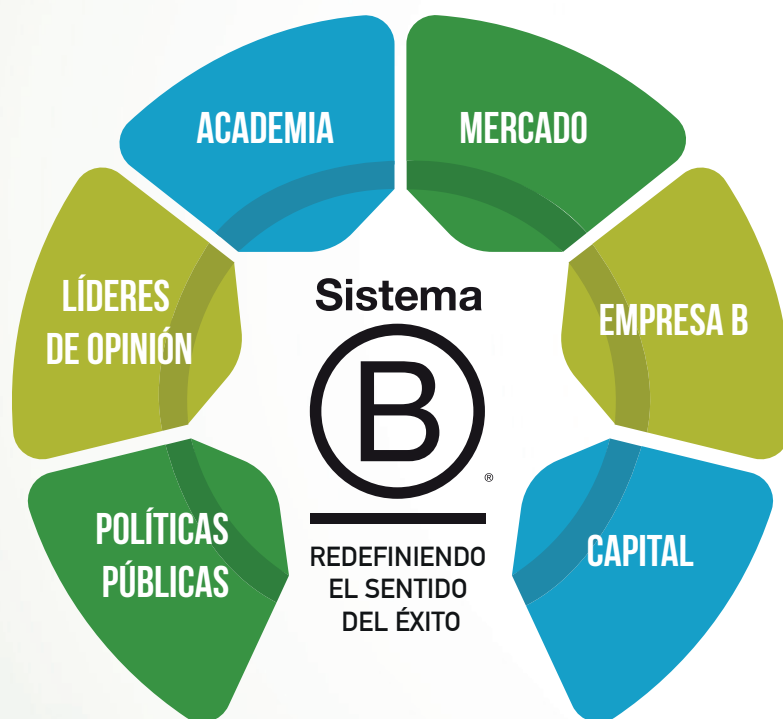 ACADEMIA
MERCADO
LÍDERES
DE OPINIÓN
EMPRESA B
POLÍTICAS
PÚBLICAS
CAPITAL
Sistema
B
®
REDEFINIENDO
EL SENTIDO
DEL ÉXITO